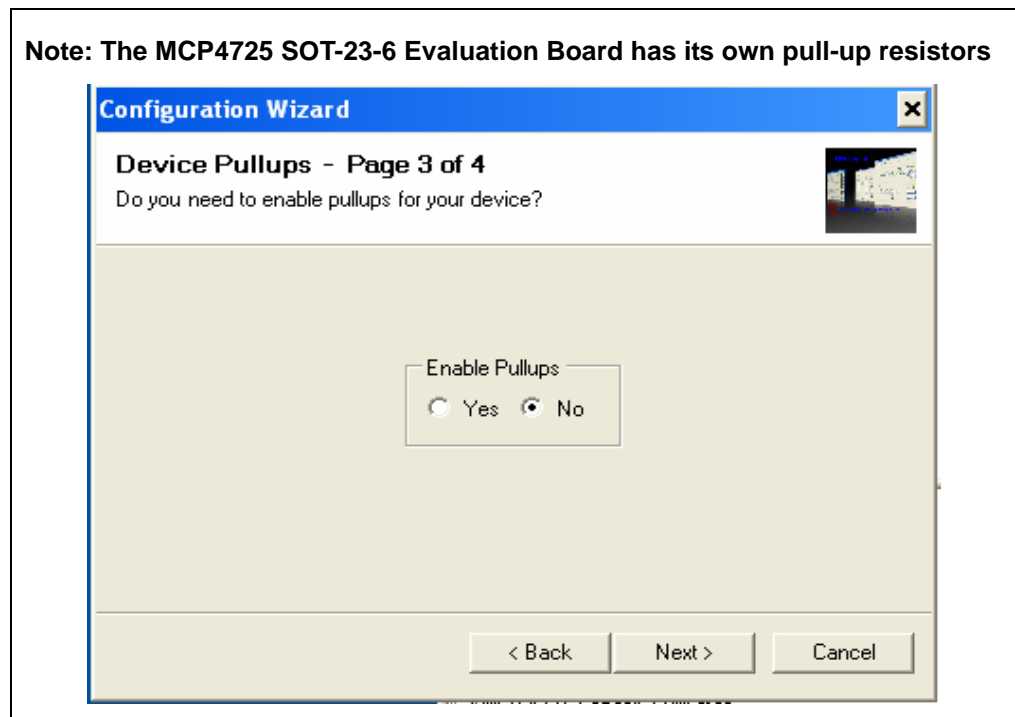 Note: The MCP4725 SOT-23-6 Evaluation Board has its own pull-up resistors
Configuration Wizard
Device Pullups - Page 3 of 4
Do you need to enable pullups for your device?
Enable Pullups
Yes No
< Back Next > Cancel